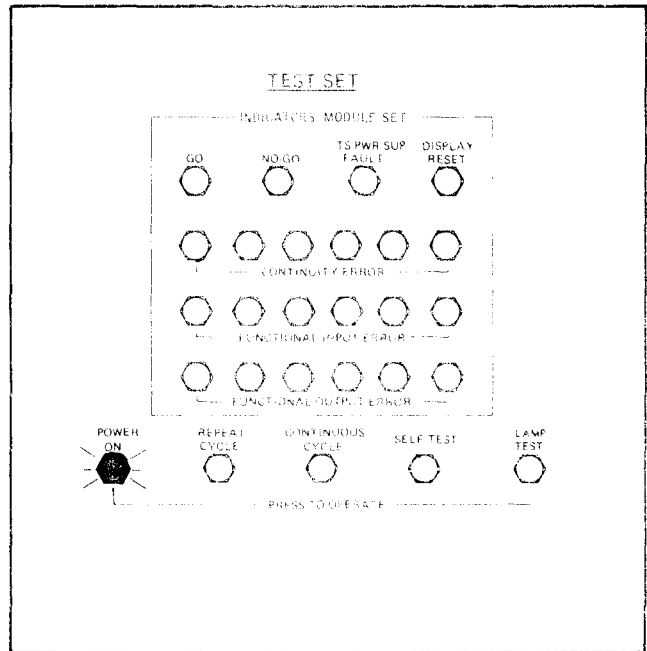 TEST SET
INDICATORS MODULE SET
GO
NO-GO
TS PWR SUP
FAULT
DISPLAY
RESET
CONTINUITY ERROR
FUNCTIONAL INPUT ERROR
FUNCTIONAL OUTPUT ERROR
POWER
ON
REPEAT
CYCLE
CONTINUOUS
CYCLE
SELF TEST
LAMP
TEST
PRESS TO OPERATE